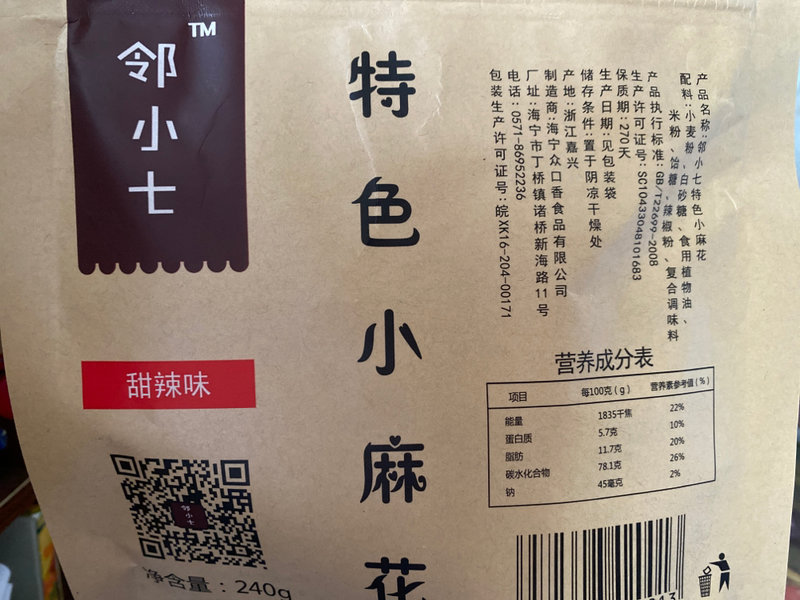 邻小七
TM
特色小麻花
甜辣味
邻小七
净含量：240g
产品名称：邻小七特色小麻花
配料：小麦粉、白砂糖、食用植物油、
米粉、饴糖、辣椒粉、复合调味料
产品执行标准：GB/T22699-2008
生产许可证号：SC10433048101683
保质期：270天
生产日期：见包装袋
储存条件：置于阴凉干燥处
产地：浙江嘉兴
制造商：海宁众口香食品有限公司
厂址：海宁市丁桥镇诸桥新海路11号
电话：0571-86952236
包装生产许可证号：皖XK16-204-00171
营养成分表
项目 每100克（g） 营养素参考值（%）
能量 1835千焦 22%
蛋白质 5.7克 10%
脂肪 11.7克 20%
碳水化合物 78.1克 26%
钠 45毫克 2%